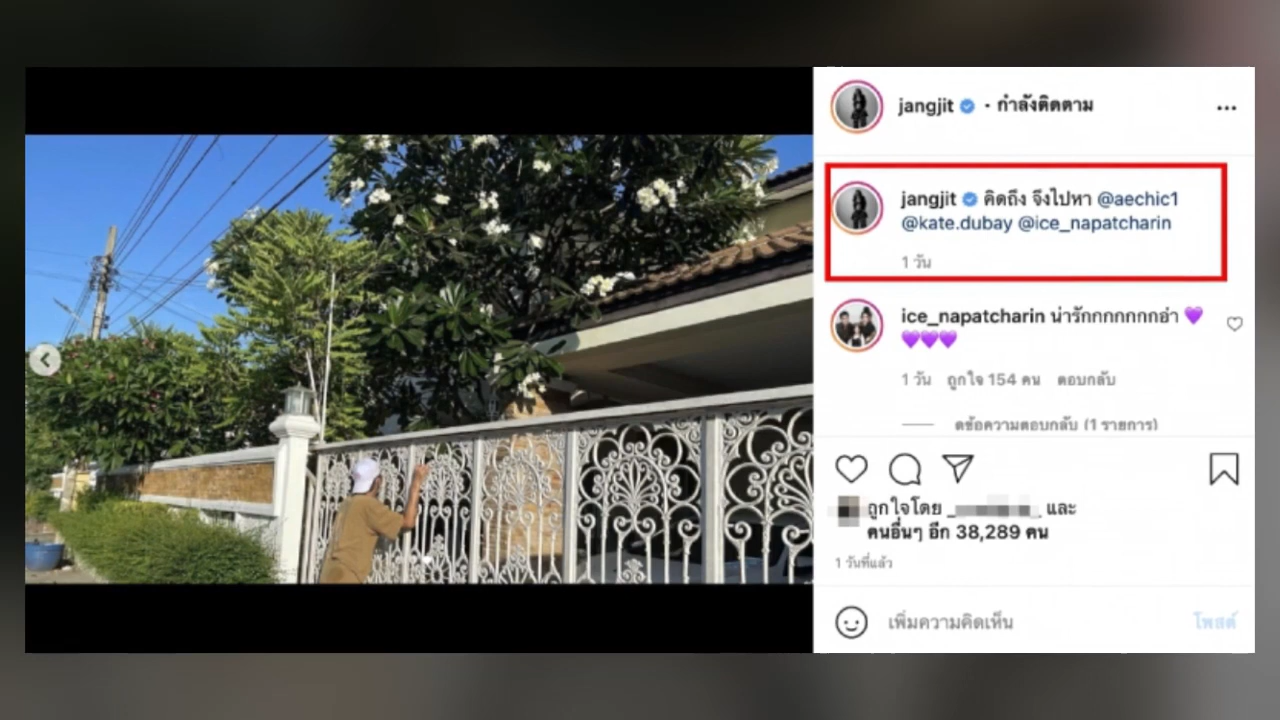 jangjit • กำลังติดตาม
jangjit คิดถึง จึงไปหา @aechic1
@kate.dubay @ice_napatcharin
1 วัน
ice_napatcharin น่ารักกกกกกกอ่า 💜
💜💜💜
1 วัน ถูกใจ 154 คน ตอบกลับ
ดูข้อความตอบกลับ (1 รายการ)
ถูกใจโดย และ
คนอื่นๆ อีก 38,289 คน
1 วันที่แล้ว
เพิ่มความคิดเห็น โพสต์